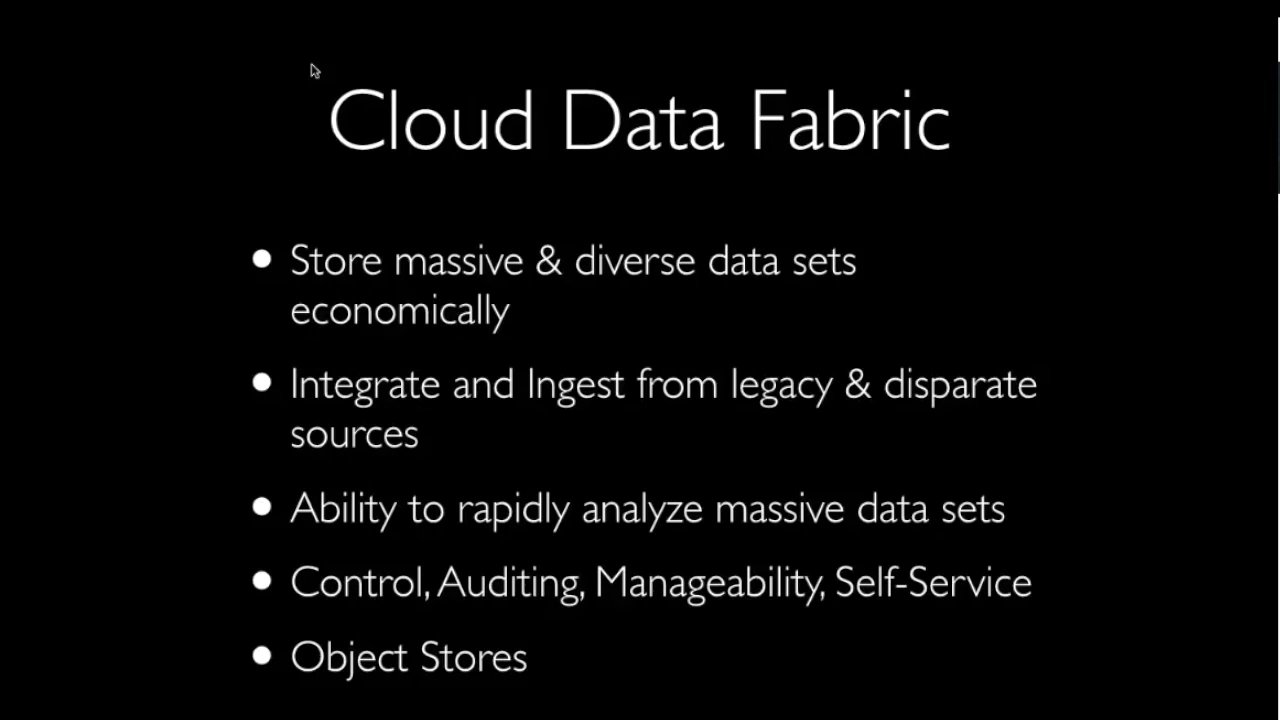 Cloud Data Fabric
• Store massive & diverse data sets
economically
• Integrate and Ingest from legacy & disparate
sources
• Ability to rapidly analyze massive data sets
• Control, Auditing, Manageability, Self-Service
• Object Stores